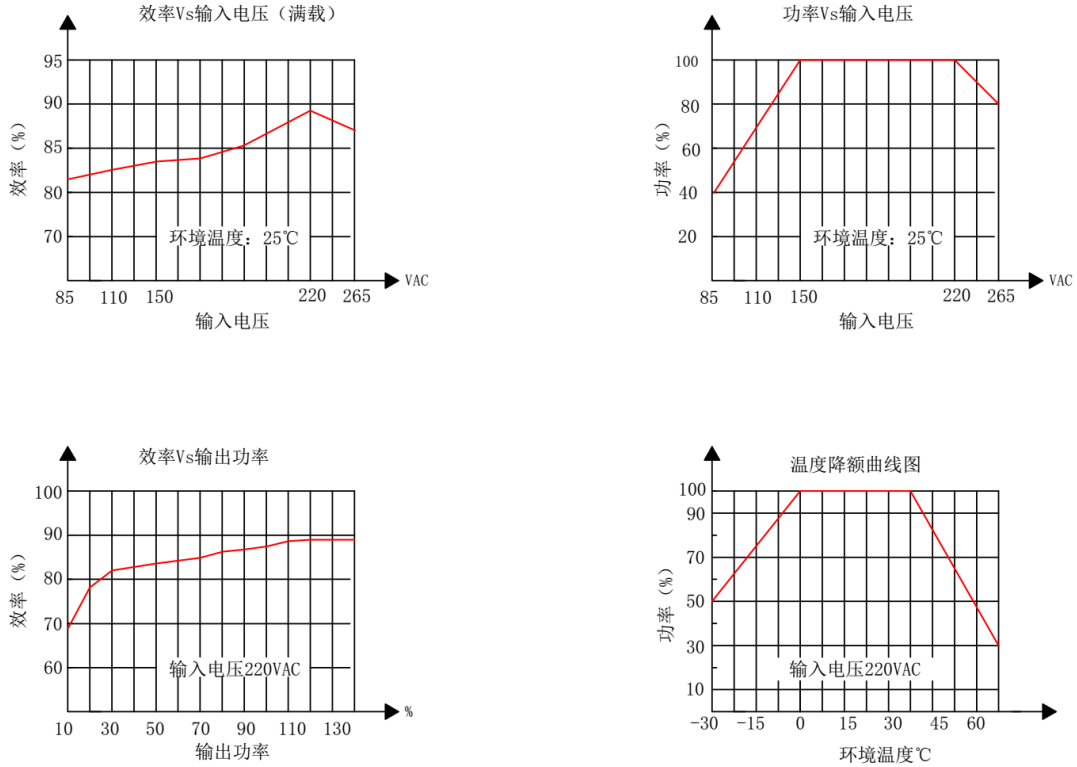 效率Vs输入电压（满载）
95
90
85
80
70
效率（%）
环境温度：25℃
VAC
85 110 150 220 265
输入电压
功率Vs输入电压
100
80
60
40
20
功率（%）
环境温度：25℃
VAC
85 110 150 220 265
输入电压
效率Vs输出功率
100
90
80
70
60
效率（%）
输入电压220VAC
%
10 30 50 70 90 110 130
输出功率
温度降额曲线图
100
90
70
50
30
10
功率（%）
输入电压220VAC
-30 -15 0 15 30 45 60
环境温度℃